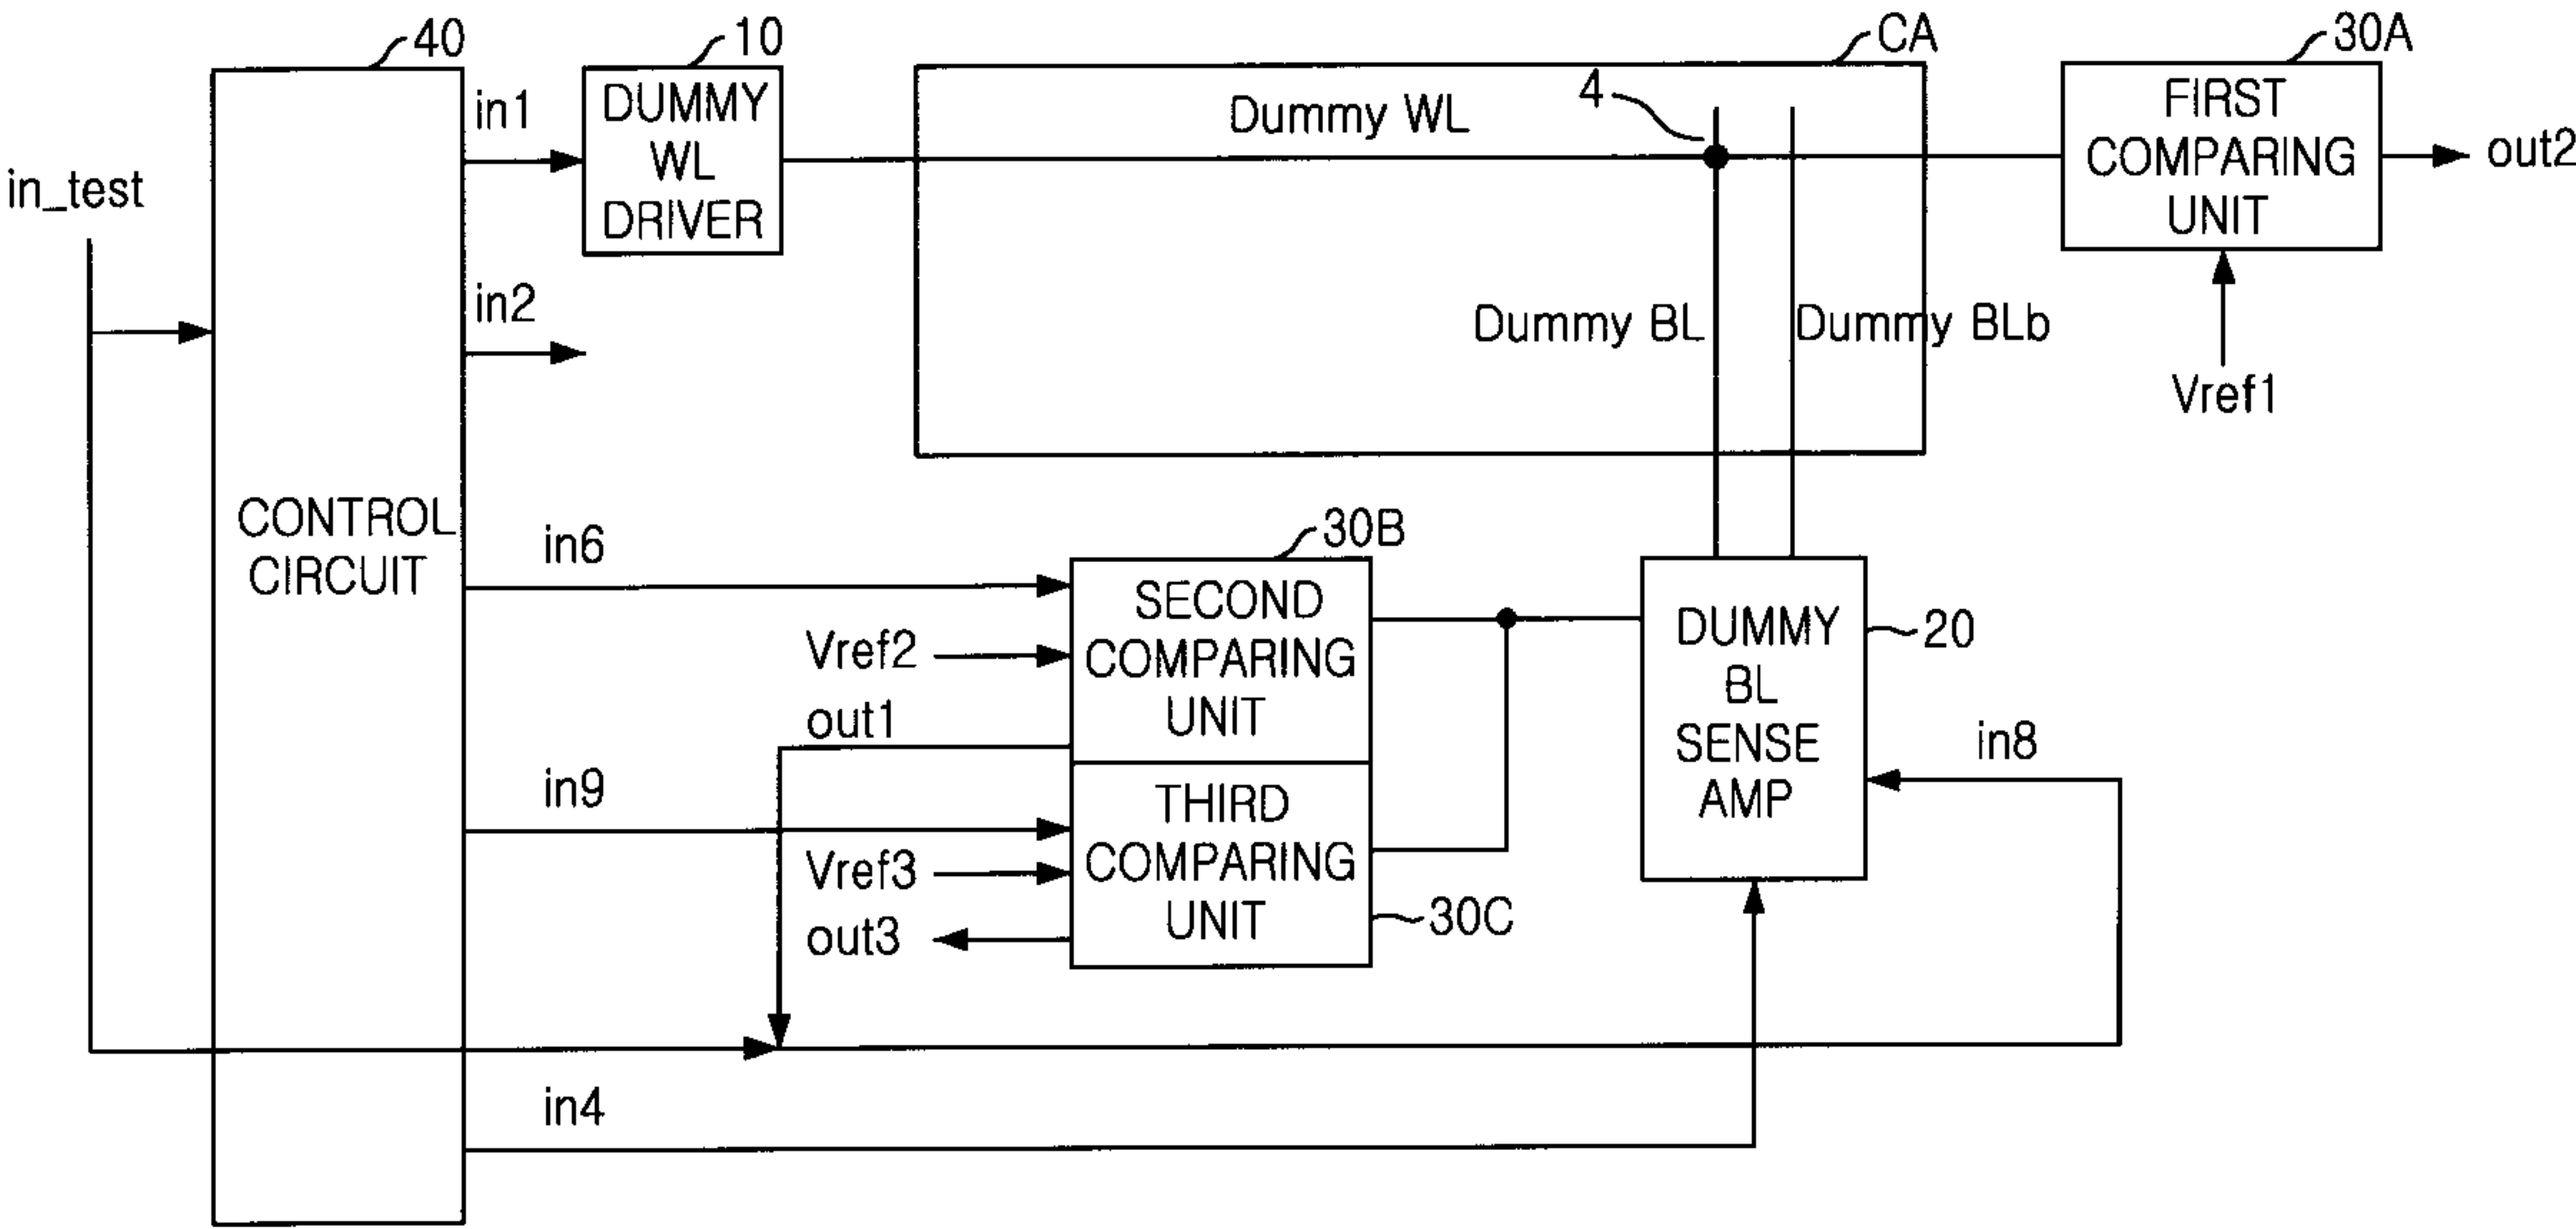 40
10
CA
30A
in_test
in1
DUMMY
WL
DRIVER
Dummy WL
4
FIRST
COMPARING
UNIT
out2
in2
Dummy BL
Dummy BLb
Vref1
CONTROL
CIRCUIT
in6
30B
Vref2
out1
SECOND
COMPARING
UNIT
DUMMY
BL
SENSE
AMP
20
in8
in9
Vref3
out3
THIRD
COMPARING
UNIT
30C
in4